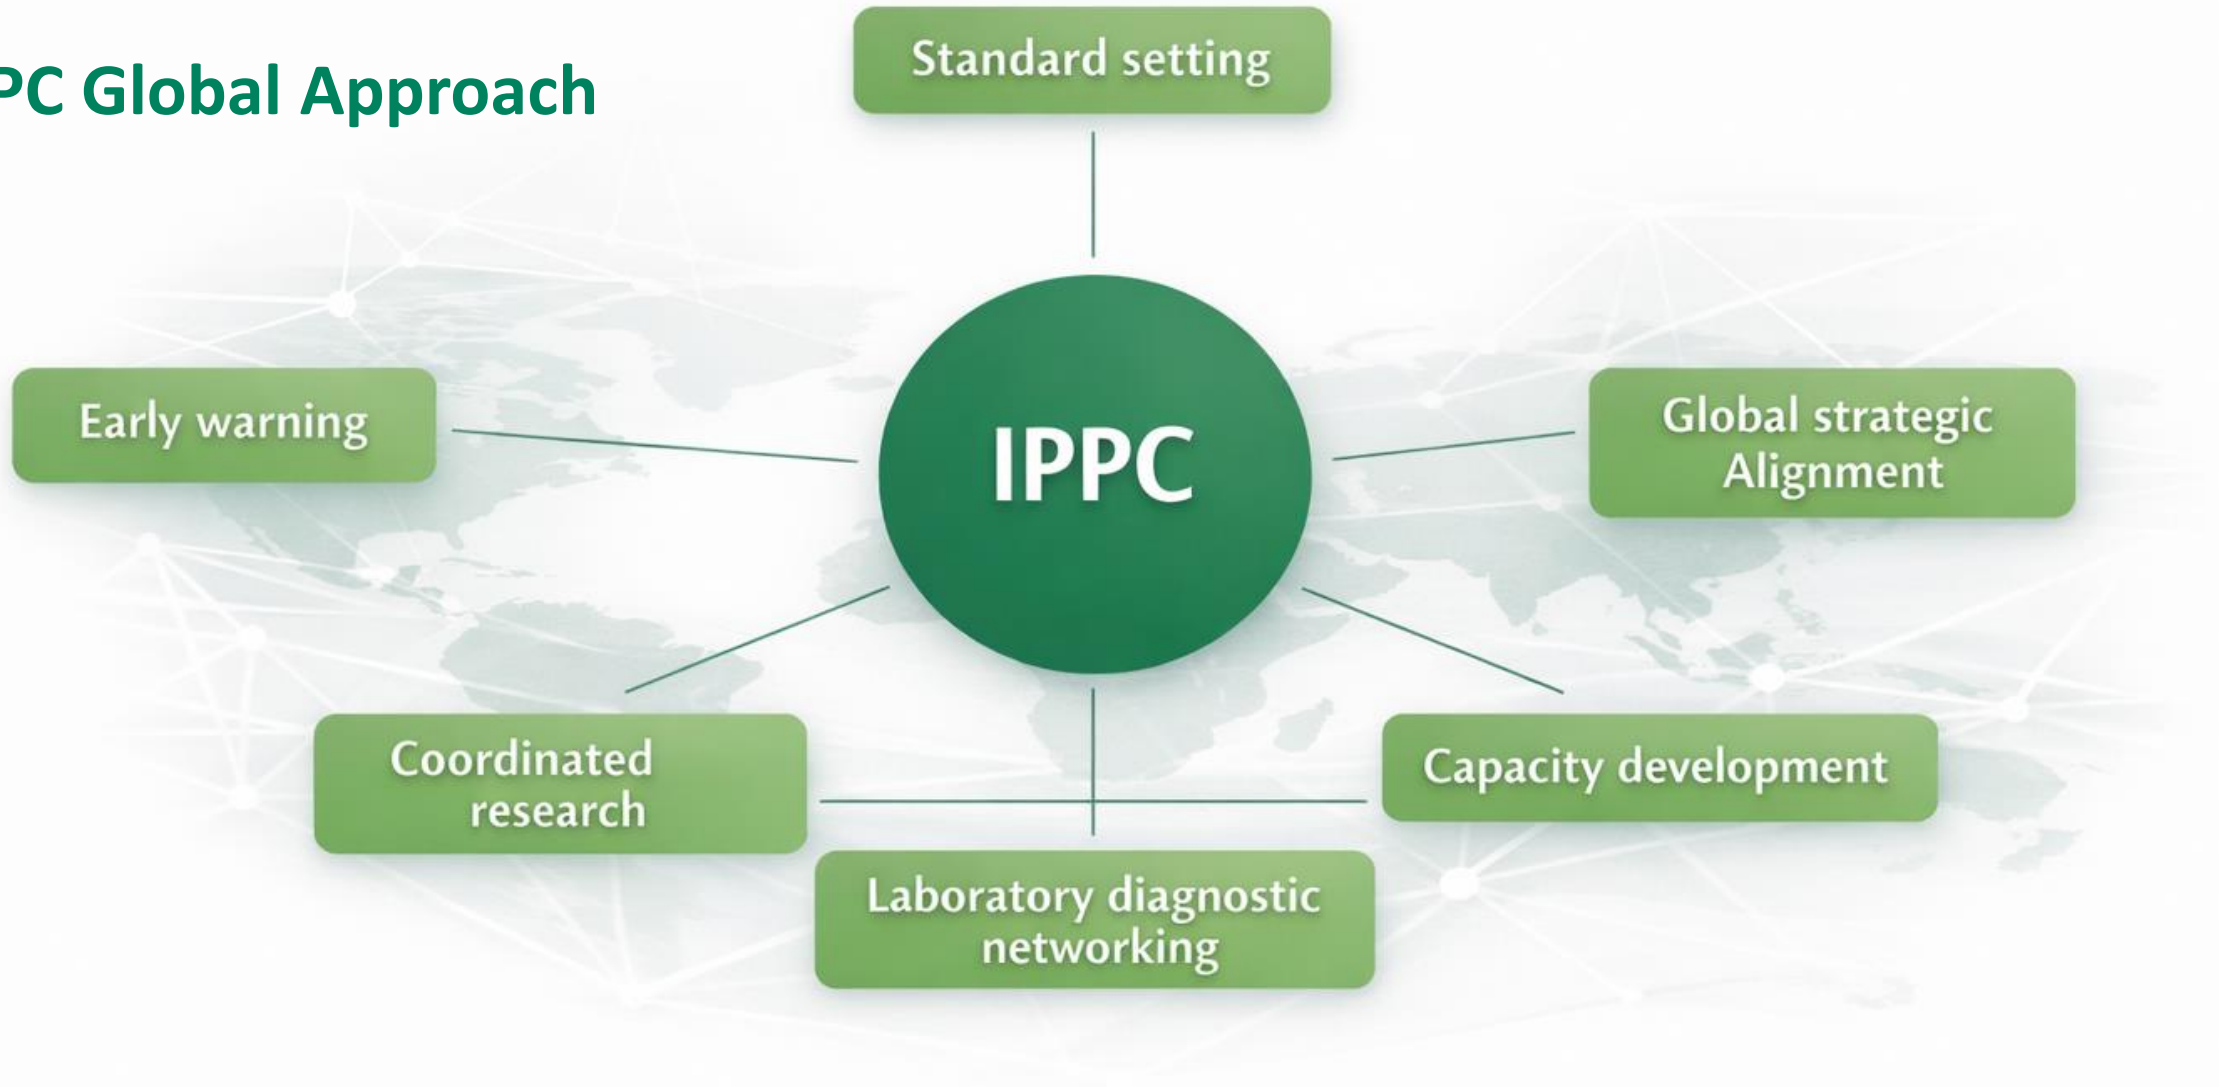 PC Global Approach
Standard setting
Early warning
IPPC
Global strategic
Alignment
Coordinated
research
Capacity development
Laboratory diagnostic
networking